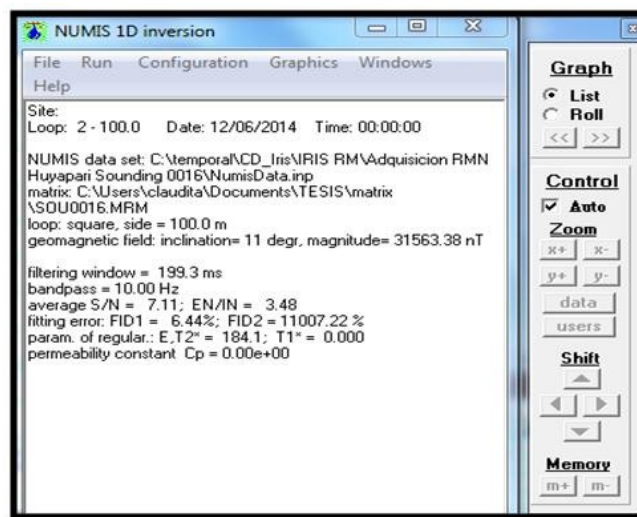 NUMIS 1D inversion
File Run Configuration Graphics Windows
Help
Site:
Loop: 2 - 100.0 Date: 12/06/2014 Time: 00:00:00
NUMIS data set: C:\temporal\CD_Iris\IRIS RM\Adquisicion RMN
Huyapari Sounding 0016\NumisData.inp
matrix: C:\Users\claudita\Documents\TESIS\matrix
\SOU0016.MRM
loop: square, side = 100.0 m
geomagnetic field: inclination= 11 degr, magnitude= 31563.38 nT
filtering window = 199.3 ms
bandpass = 10.00 Hz
average S/N = 7.11; EN/IN = 3.48
fitting error: FID1 = 6.44%; FID2 = 11007.22 %
param. of regular.: E,T2* = 184.1; T1* = 0.000
permeability constant Cp = 0.00e+00
Graph
List
Roll
<< >>
Control
Auto
Zoom
x+ x-
y+ y-
data
users
Shift
Memory
m+ m-